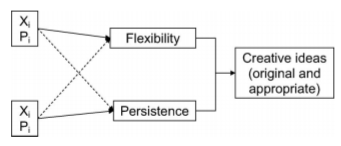 Xi
Pi
Flexibility
Creative ideas
(original and
appropriate)
Xi
Pi
Persistence